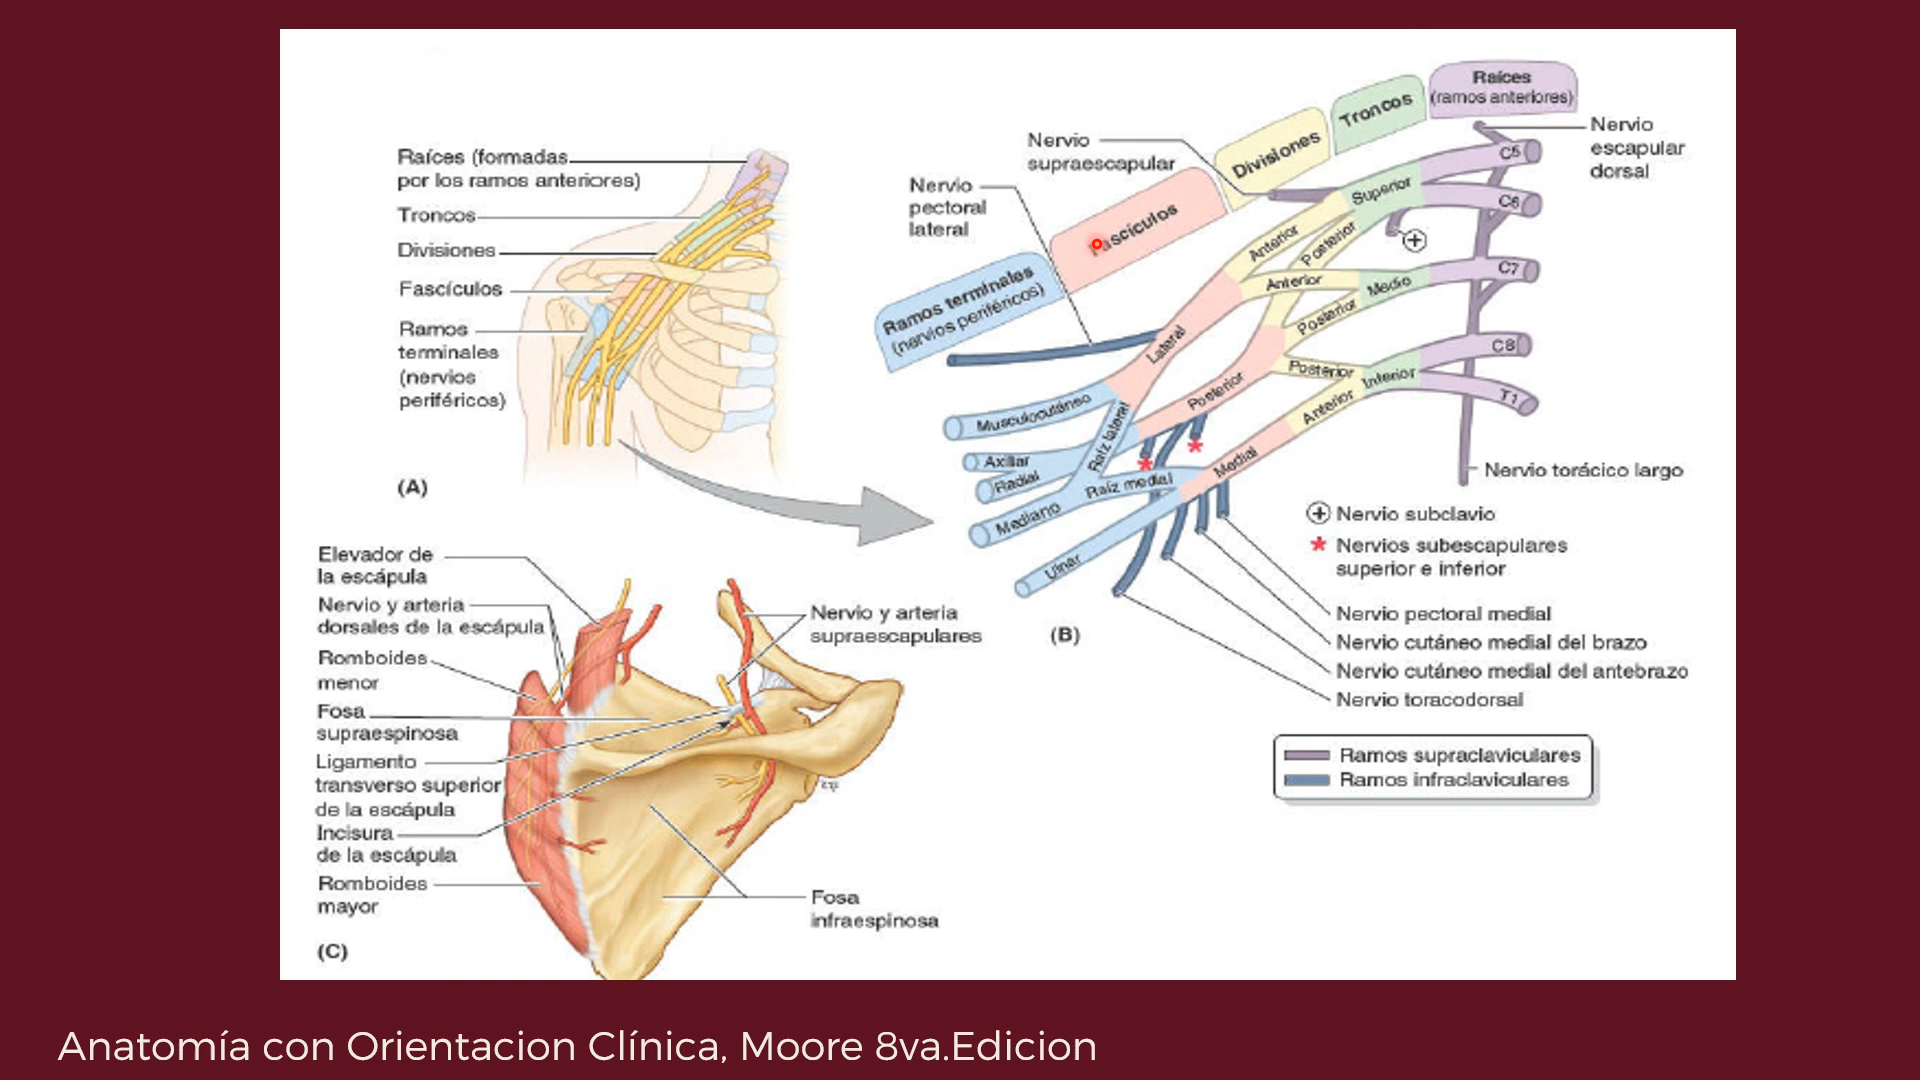 Raíces (formadas
por los ramos anteriores)
Troncos
Divisiones
Fascículos
Ramos
terminales
(nervios
periféricos)
(A)
Raíces
(ramos anteriores)
Troncos
Divisiones
Fascículos
Ramos terminales
(nervios periféricos)
Nervio
supraescapular
Nervio
pectoral
lateral
Nervio
escapular
dorsal
C5
C6
C7
C8
T1
Superior
Medio
Inferior
Anterior
Posterior
Anterior
Posterior
Posterior
Anterior
Lateral
Posterior
Medial
Musculocutáneo
Axilar
Radial
Raíz lateral
Raíz medial
Mediano
Ulnar
Nervio torácico largo
+ Nervio subclavio
* Nervios subescapulares
superior e inferior
Nervio pectoral medial
Nervio cutáneo medial del brazo
Nervio cutáneo medial del antebrazo
Nervio toracodorsal
(B)
Ramos supraclaviculares
Ramos infraclaviculares
Elevador de
la escápula
Nervio y arteria
dorsales de la escápula
Romboides
menor
Fosa
supraespinosa
Ligamento
transverso superior
de la escápula
Incisura
de la escápula
Romboides
mayor
(C)
Nervio y arteria
supraescapulares
Fosa
infraespinosa
Anatomía con Orientacion Clínica, Moore 8va.Edicion